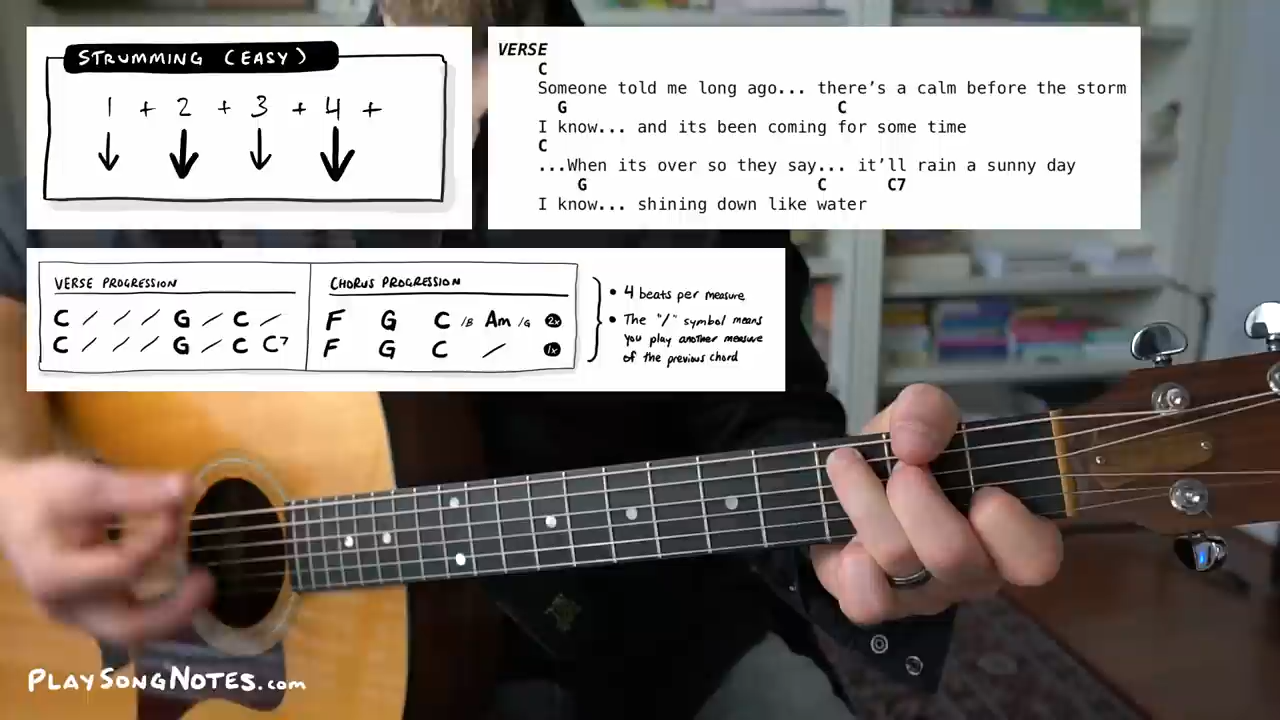 STRUMMING (EASY)
1 + 2 + 3 + 4 +
VERSE
C
Someone told me long ago... there's a calm before the storm
G C
I know... and its been coming for some time
C
...When its over so they say... it'll rain a sunny day
G C C7
I know... shining down like water
VERSE PROGRESSION
C / / / G / C /
C / / / G / C C7
CHORUS PROGRESSION
F G C /B Am /G 2x
F G C / 1x
• 4 beats per measure
• The "/" symbol means
you play another measure
of the previous chord
PLAYSONGNOTES.COM